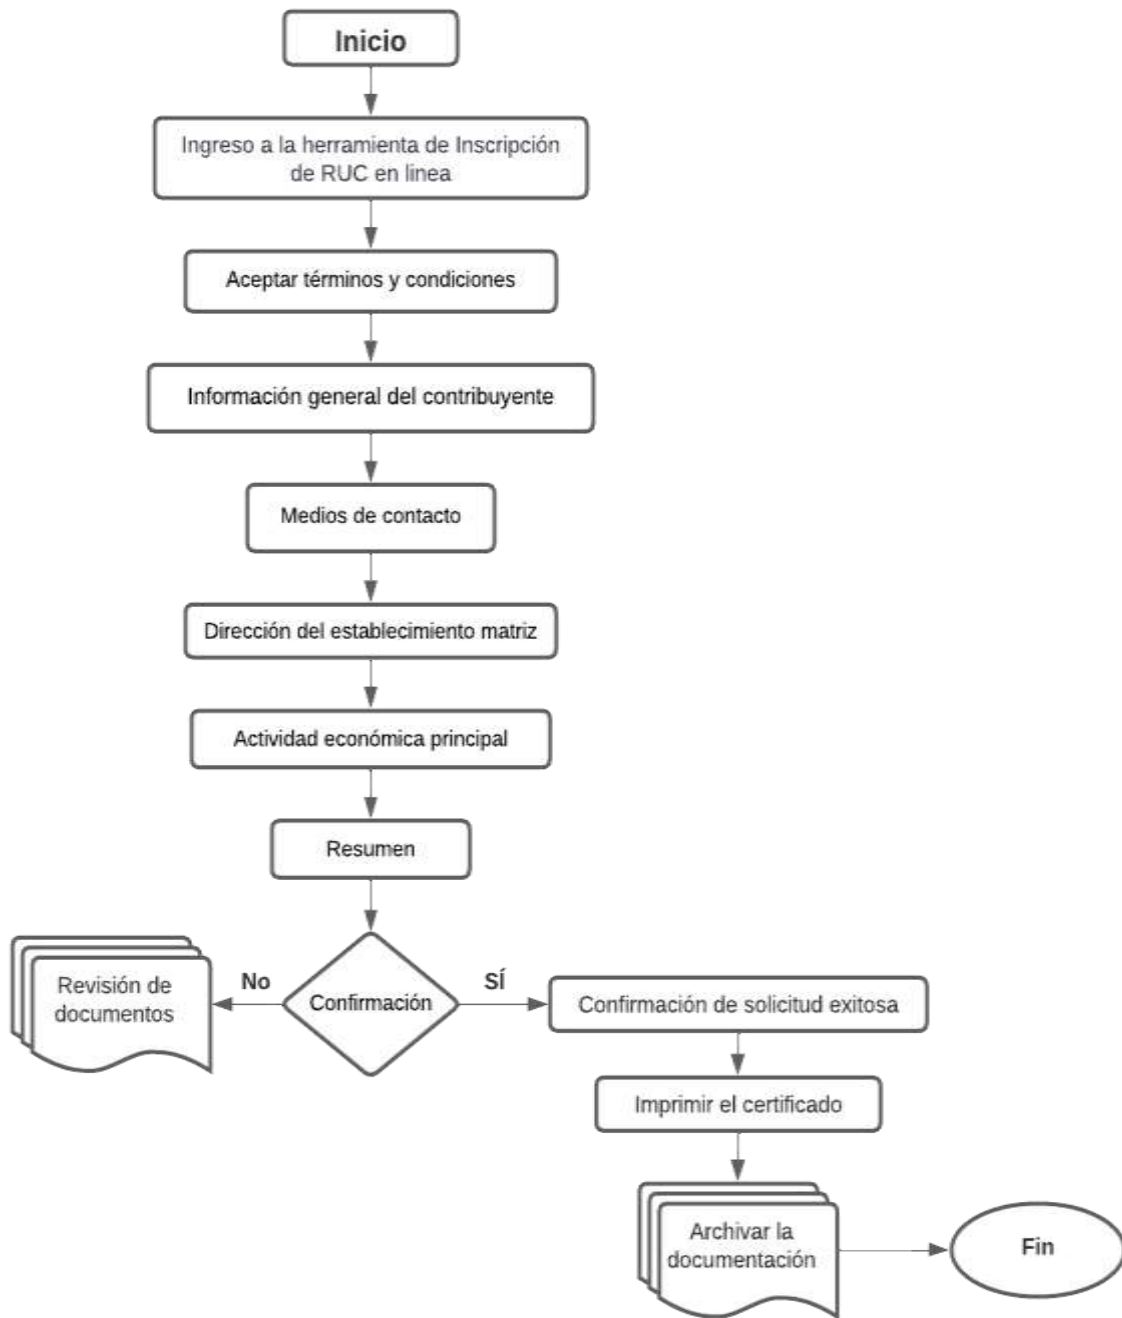 Inicio
Ingreso a la herramienta de Inscripción
de RUC en linea
Aceptar términos y condiciones
Información general del contribuyente
Medios de contacto
Dirección del establecimiento matriz
Actividad económica principal
Resumen
Revisión de
documentos
No
Confirmación
SÍ
Confirmación de solicitud exitosa
Imprimir el certificado
Archivar la
documentación
Fin